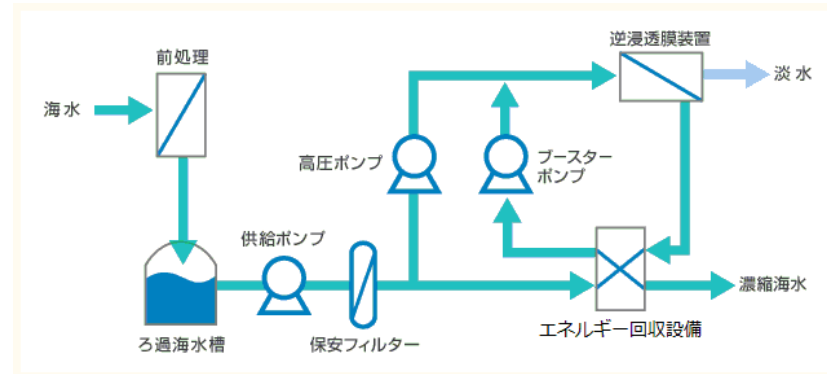 前処理
海水
ろ過海水槽
供給ポンプ
保安フィルター
高圧ポンプ
ブースター
ポンプ
逆浸透膜装置
淡水
濃縮海水
エネルギー回収設備